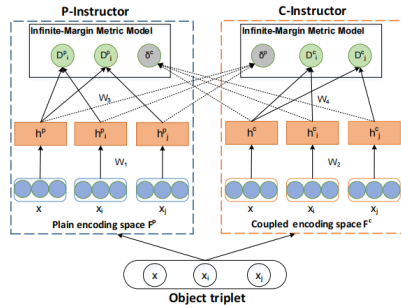 P-Instructor C-Instructor
Infinite-Margin Metric Model Infinite-Margin Metric Model
D^p_i D^p_j δ^c δ^p D^c_i D^c_j
W_3 W_4
h^p h^p_i h^p_j h^c h^c_i h^c_j
W_1 W_2
x x_i x_j x x_i x_j
Plain encoding space F^p Coupled encoding space F^c
x x_i x_j
Object triplet